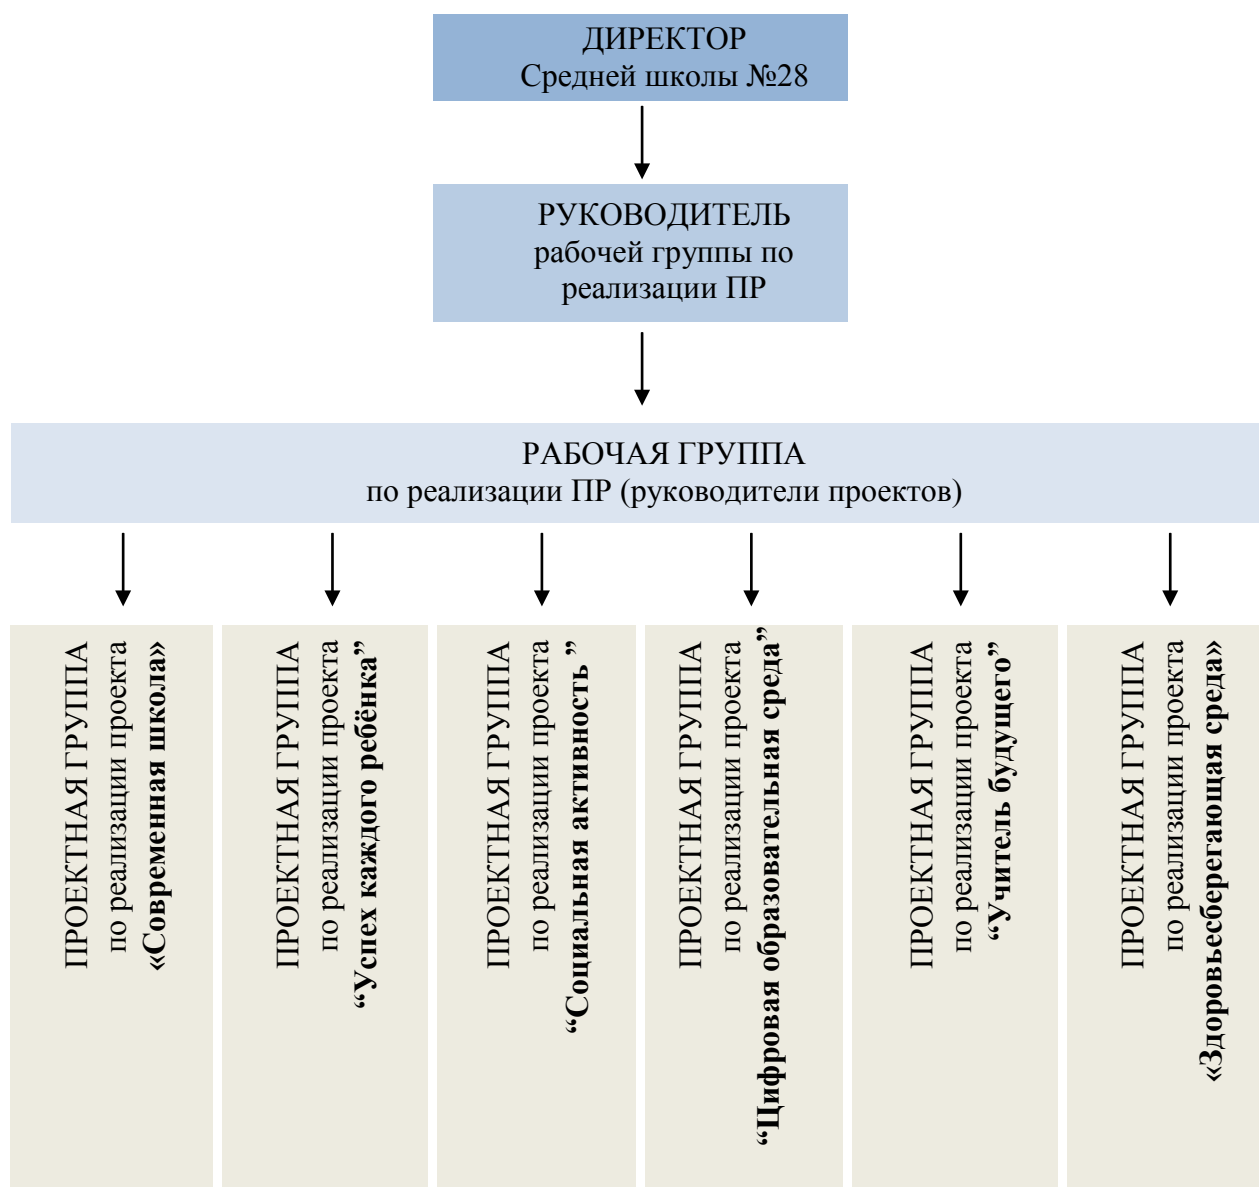 ДИРЕКТОР
Средней школы №28
РУКОВОДИТЕЛЬ
рабочей группы по
реализации ПР
РАБОЧАЯ ГРУППА
по реализации ПР (руководители проектов)
ПРОЕКТНАЯ ГРУППА
по реализации проекта
«Современная школа»
ПРОЕКТНАЯ ГРУППА
по реализации проекта
“Успех каждого ребёнка”
ПРОЕКТНАЯ ГРУППА
по реализации проекта
“Социальная активность ”
ПРОЕКТНАЯ ГРУППА
по реализации проекта
“Цифровая образовательная среда”
ПРОЕКТНАЯ ГРУППА
по реализации проекта
“Учитель будущего”
ПРОЕКТНАЯ ГРУППА
по реализации проекта
«Здоровьесберегающая среда»